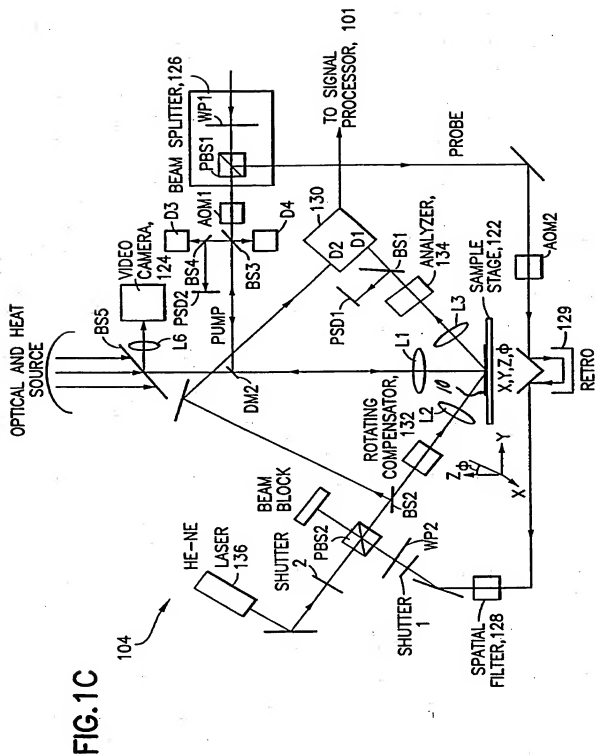 FIG.1C
104
OPTICAL AND HEAT
SOURCE
BS5
VIDEO
CAMERA,
124
L6
D3
BS4
PSD2
AOM1
BEAM SPLITTER,126
WP1
PBS1
PUMP
BS3
D4
DM2
130
D2
D1
TO SIGNAL
PROCESSOR, 101
PROBE
BS1
PSD1
ANALYZER,
134
L1
L3
SAMPLE
STAGE,122
AOM2
HE-NE
LASER
136
SHUTTER
2
BEAM
BLOCK
PBS2
ROTATING
COMPENSATOR,
132
L2
BS2
WP2
SHUTTER
1
X,Y,Z,Φ
129
RETRO
Z
Φ
Y
X
SPATIAL
FILTER,128